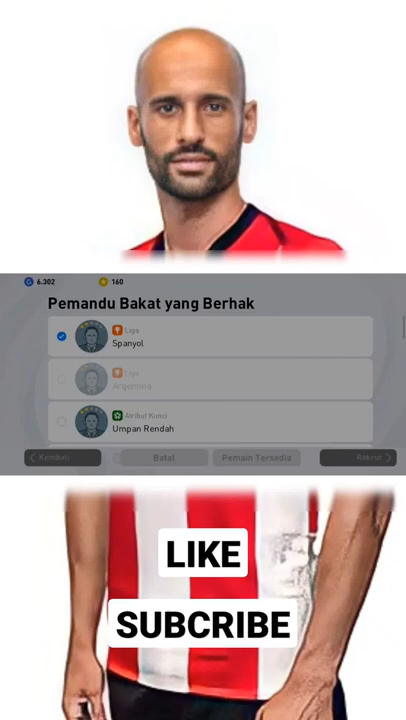 6.302
160
Pemandu Bakat yang Berhak
Liga
Spanyol
Liga
Argentina
Atribut Kunci
Umpan Rendah
Kembali
Batal
Pemain Tersedia
Rekrut
LIKE
SUBCRIBE